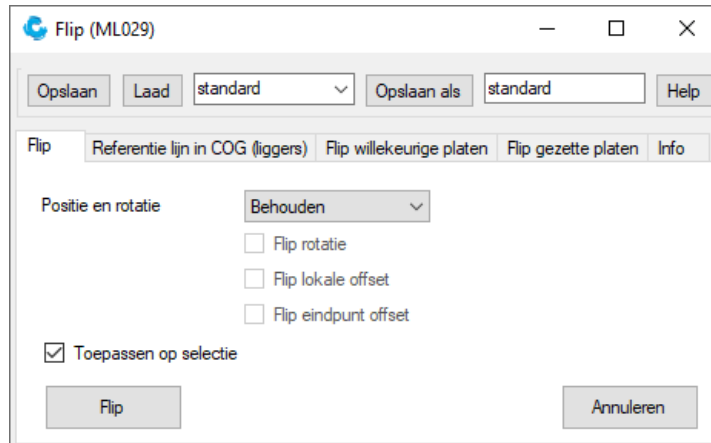 Flip (ML029)
Opslaan Laad standard Opslaan als standard Help
Flip Referentie lijn in COG (liggers) Flip willekeurige platen Flip gezette platen Info
Positie en rotatie Behouden
Flip rotatie
Flip lokale offset
Flip eindpunt offset
Toepassen op selectie
Flip Annuleren